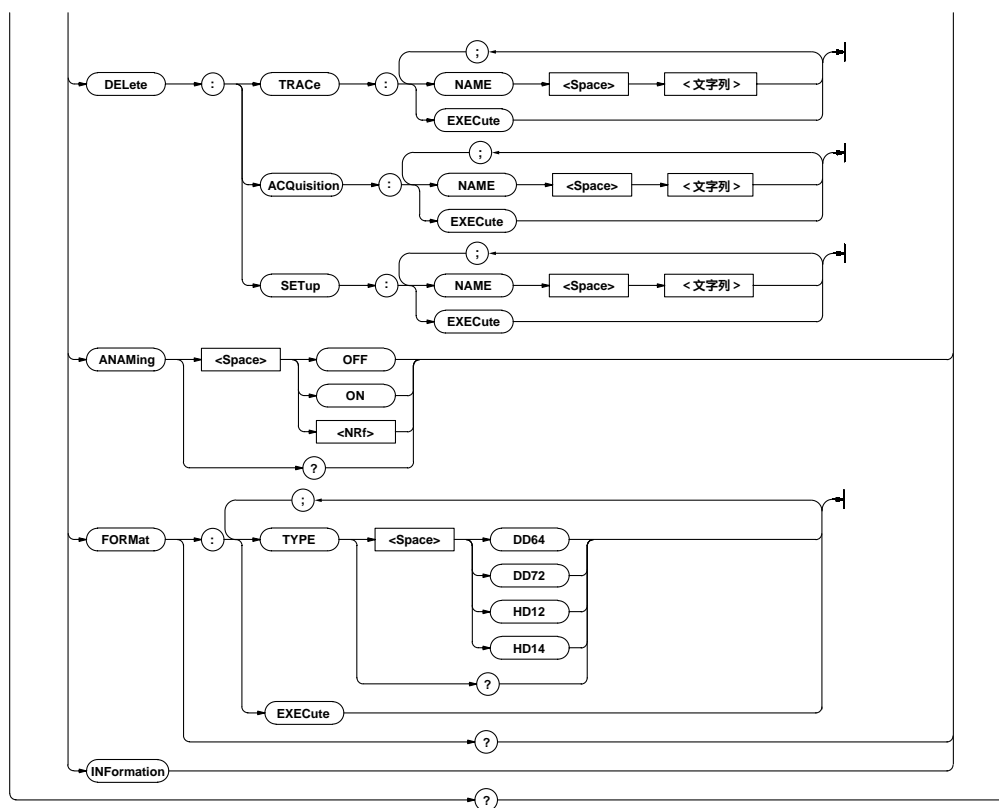 ;
DELete : TRACe : NAME <Space> <文字列>
EXECute
;
ACQuisition : NAME <Space> <文字列>
EXECute
;
SETup : NAME <Space> <文字列>
EXECute
ANAMing <Space> OFF
ON
<NRf>
?
;
FORMat : TYPE <Space> DD64
DD72
HD12
HD14
?
EXECute
?
INFormation
?